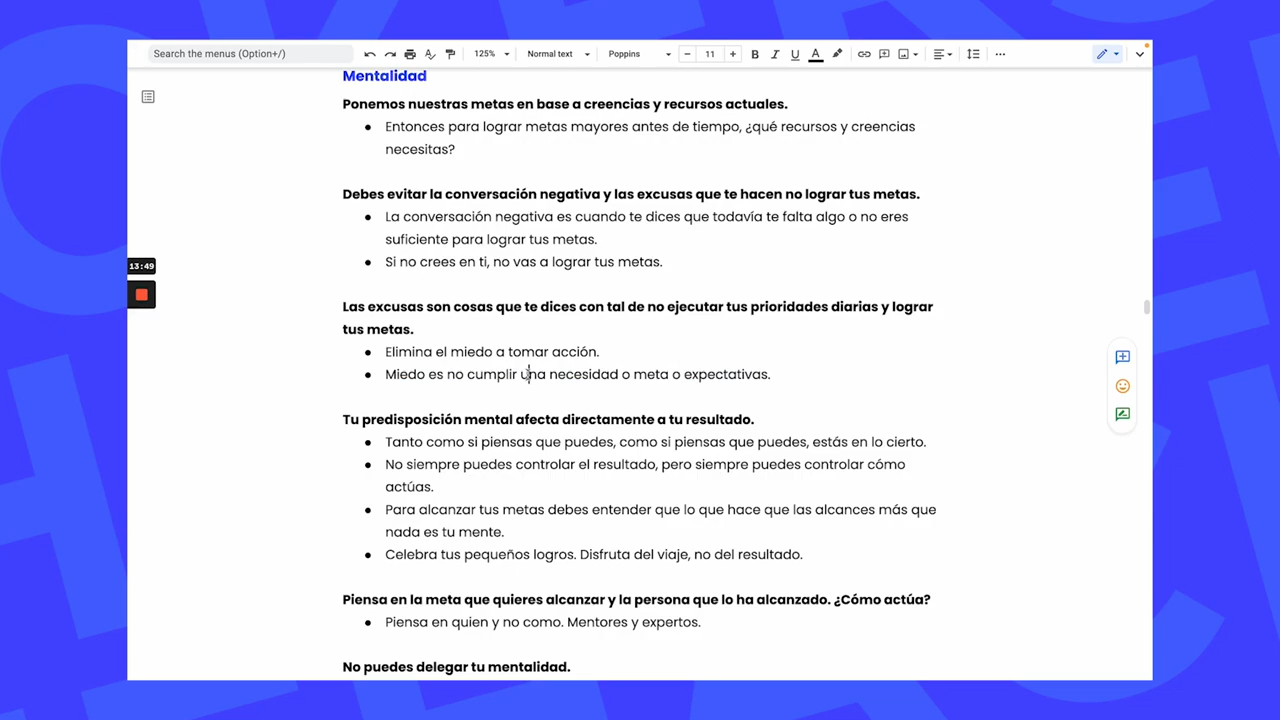 Search the menus (Option+/)
125%
Normal text
Poppins
11
B
I
U
A
Mentalidad
Ponemos nuestras metas en base a creencias y recursos actuales.
● Entonces para lograr metas mayores antes de tiempo, ¿qué recursos y creencias
necesitas?
Debes evitar la conversación negativa y las excusas que te hacen no lograr tus metas.
● La conversación negativa es cuando te dices que todavía te falta algo o no eres
suficiente para lograr tus metas.
● Si no crees en ti, no vas a lograr tus metas.
13:49
Las excusas son cosas que te dices con tal de no ejecutar tus prioridades diarias y lograr
tus metas.
● Elimina el miedo a tomar acción.
● Miedo es no cumplir una necesidad o meta o expectativas.
Tu predisposición mental afecta directamente a tu resultado.
● Tanto como si piensas que puedes, como si piensas que puedes, estás en lo cierto.
● No siempre puedes controlar el resultado, pero siempre puedes controlar cómo
actúas.
● Para alcanzar tus metas debes entender que lo que hace que las alcances más que
nada es tu mente.
● Celebra tus pequeños logros. Disfruta del viaje, no del resultado.
Piensa en la meta que quieres alcanzar y la persona que lo ha alcanzado. ¿Cómo actúa?
● Piensa en quien y no como. Mentores y expertos.
No puedes delegar tu mentalidad.